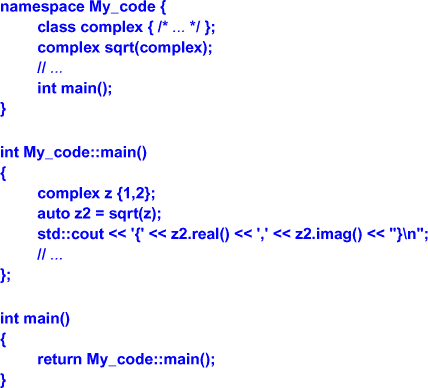 namespace My_code {
class complex { /* ... */ };
complex sqrt(complex);
// ...
int main();
}
int My_code::main()
{
complex z {1,2};
auto z2 = sqrt(z);
std::cout << '{' << z2.real() << ',' << z2.imag() << "}\n";
// ...
};
int main()
{
return My_code::main();
}